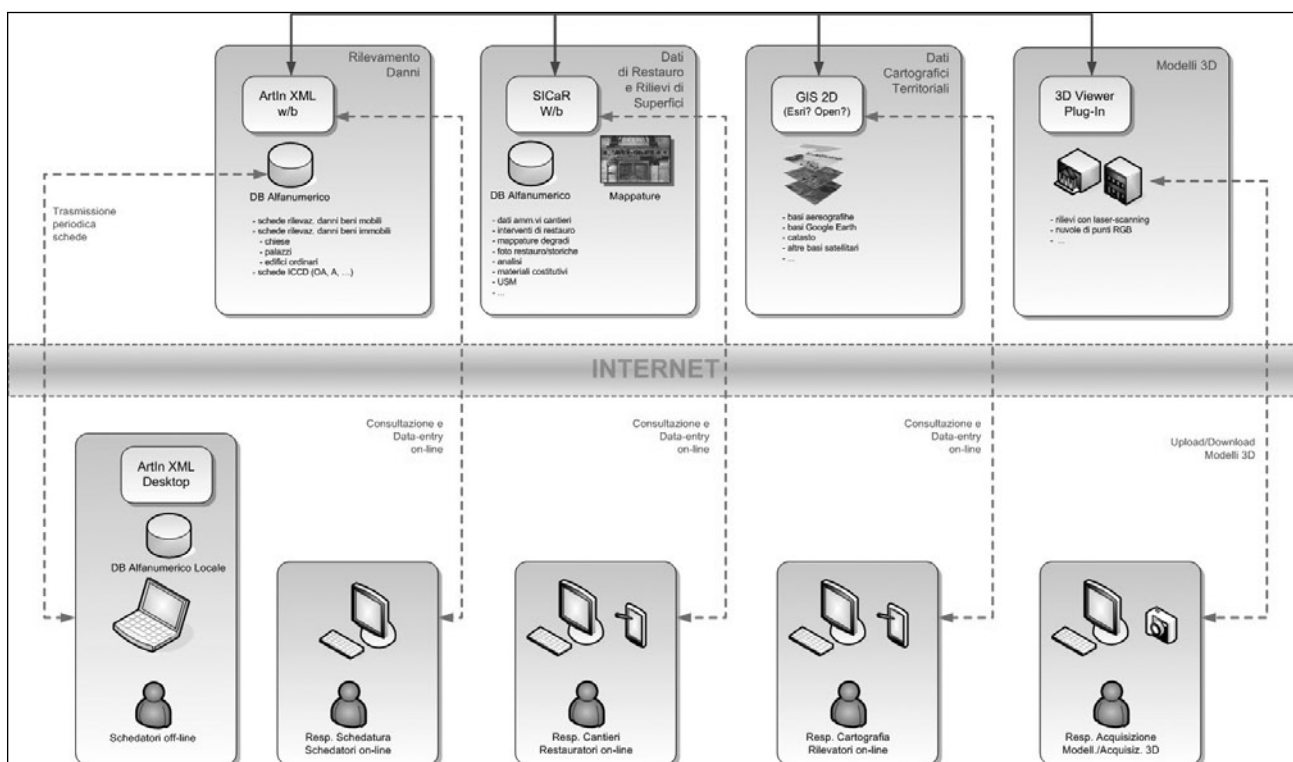 Rilevamento
Danni
ArtIn XML
w/b
DB Alfanumerico
- schede rilevaz. danni beni mobili
- schede rilevaz. danni beni immobili
- chiese
- palazzi
- edifici ordinari
- schede ICCD (OA, A, ...)
Dati
di Restauro
e Rilievi di
Superfici
SICaR
W/b
DB Alfanumerico
Mappature
- dati amm.vi cantieri
- interventi di restauro
- mappature degradi
- foto restauro/storiche
- analisi
- materiali costitutivi
- USM
- ...
Dati
Cartografici
Territoriali
GIS 2D
(Esri? Open?)
- basi aereografihe
- basi Google Earth
- catasto
- altre basi satellitari
- ...
Modelli 3D
3D Viewer
Plug-In
- rilievi con laser-scanning
- nuvole di punti RGB
- ...
Trasmissione
periodica
schede
INTERNET
Consultazione e
Data-entry
on-line
Consultazione e
Data-entry
on-line
Consultazione e
Data-entry
on-line
Upload/Download
Modelli 3D
ArtIn XML
Desktop
DB Alfanumerico Locale
Schedatori off-line
Resp. Schedatura
Schedatori on-line
Resp. Cantieri
Restauratori on-line
Resp. Cartografia
Rilevatori on-line
Resp. Acquisizione
Modell./Acquisiz. 3D